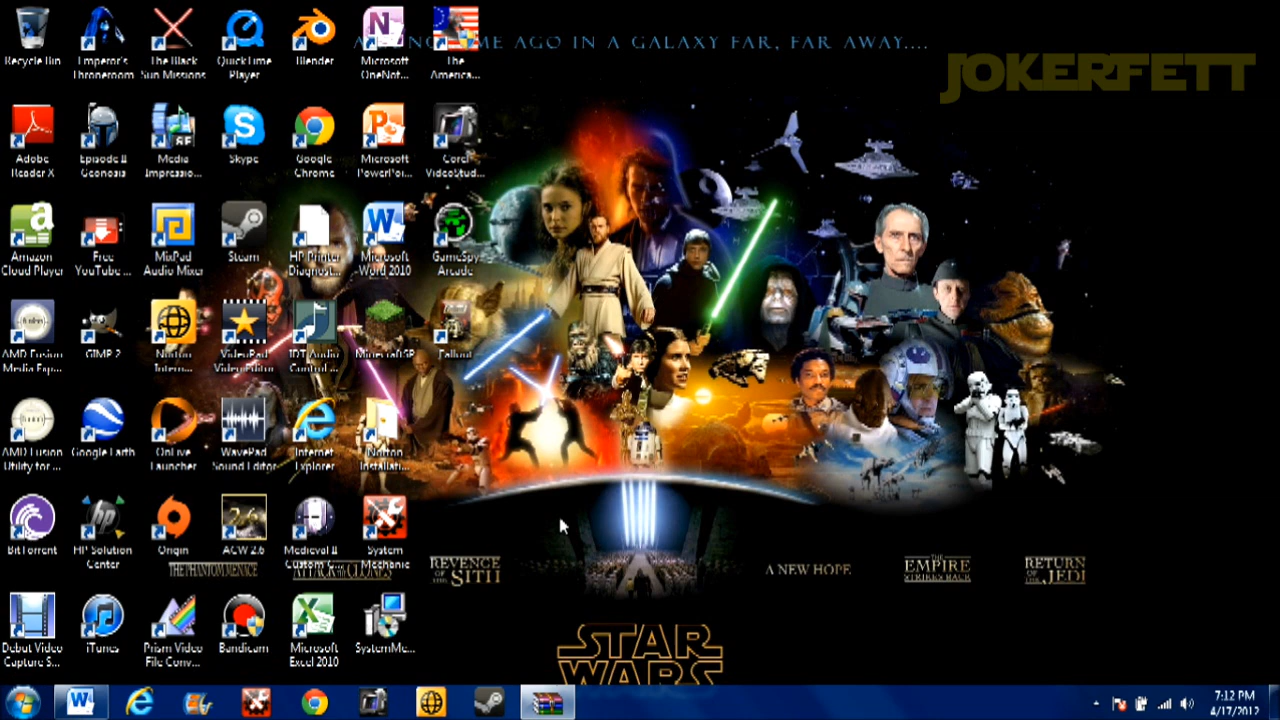 A LONG TIME AGO IN A GALAXY FAR, FAR AWAY....
JOKERFETT
Recycle Bin
Emperor's
Throneroom
The Black
Sun Missions
QuickTime
Player
Blender
Microsoft
OneNot...
The
America...
Adobe
Reader X
Episode II
Geonosis
Media
Impressio...
Skype
Google
Chrome
Microsoft
PowerPoi...
Corel
VideoStud...
Amazon
Cloud Player
Free
YouTube ...
MixPad
Audio Mixer
Steam
HP Printer
Diagnost...
Microsoft
Word 2010
GameSpy
Arcade
AMD Fusion
Media Exp...
GIMP 2
Norton
Intern...
VideoPad
Video Editor
IDT Audio
Control ...
MinecraftSP
Fallout
AMD Fusion
Utility for ...
Google Earth
OnLive
Launcher
WavePad
Sound Editor
Internet
Explorer
Norton
Installati...
BitTorrent
HP Solution
Center
Origin
2.6
ACW 2.6
Medieval II
Custom C...
System
Mechanic
THE PHANTOM MENACE
ATTACK OF THE CLONES
REVENGE
OF THE SITH
A NEW HOPE
THE
EMPIRE
STRIKES BACK
RETURN
OF THE JEDI
Debut Video
Capture S...
iTunes
Prism Video
File Conv...
Bandicam
Microsoft
Excel 2010
SystemMe...
STAR
WARS
7:12 PM
4/17/2012